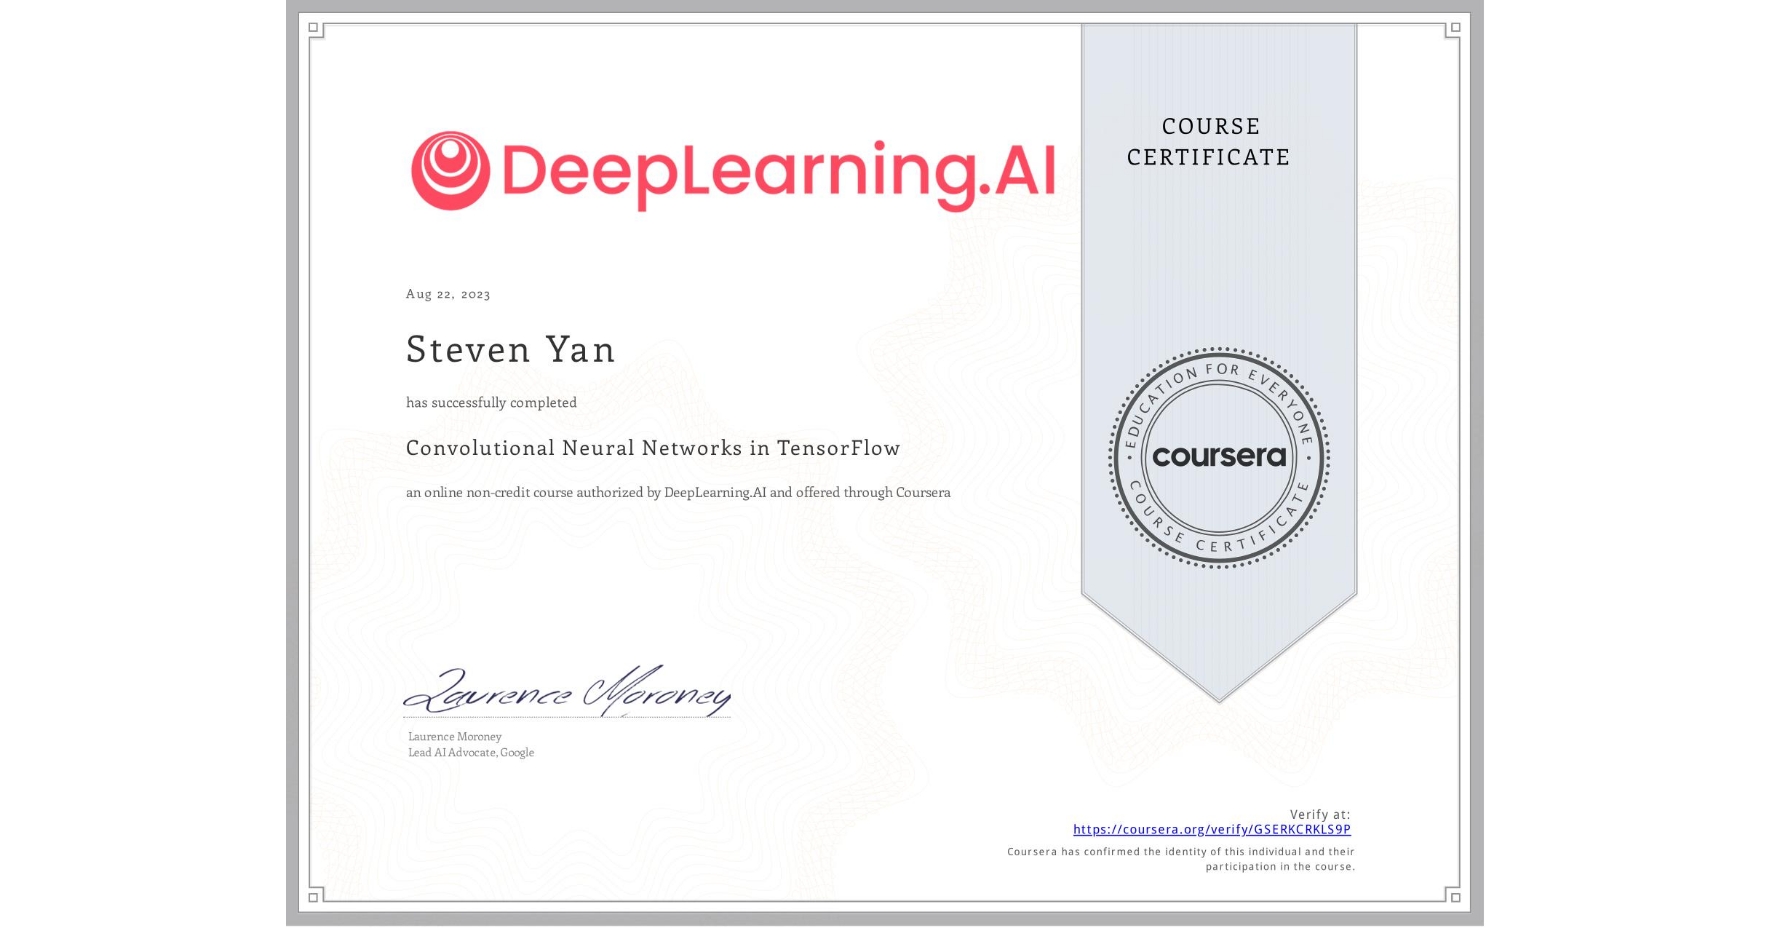 DeepLearning.AI
COURSE
CERTIFICATE
Aug 22, 2023
Steven Yan
has successfully completed
Convolutional Neural Networks in TensorFlow
an online non-credit course authorized by DeepLearning.AI and offered through Coursera
EDUCATION FOR EVERYONE
coursera
COURSE CERTIFICATE
Laurence Moroney
Laurence Moroney
Lead AI Advocate, Google
Verify at:
https://coursera.org/verify/GSERKCRKLS9P
Coursera has confirmed the identity of this individual and their
participation in the course.